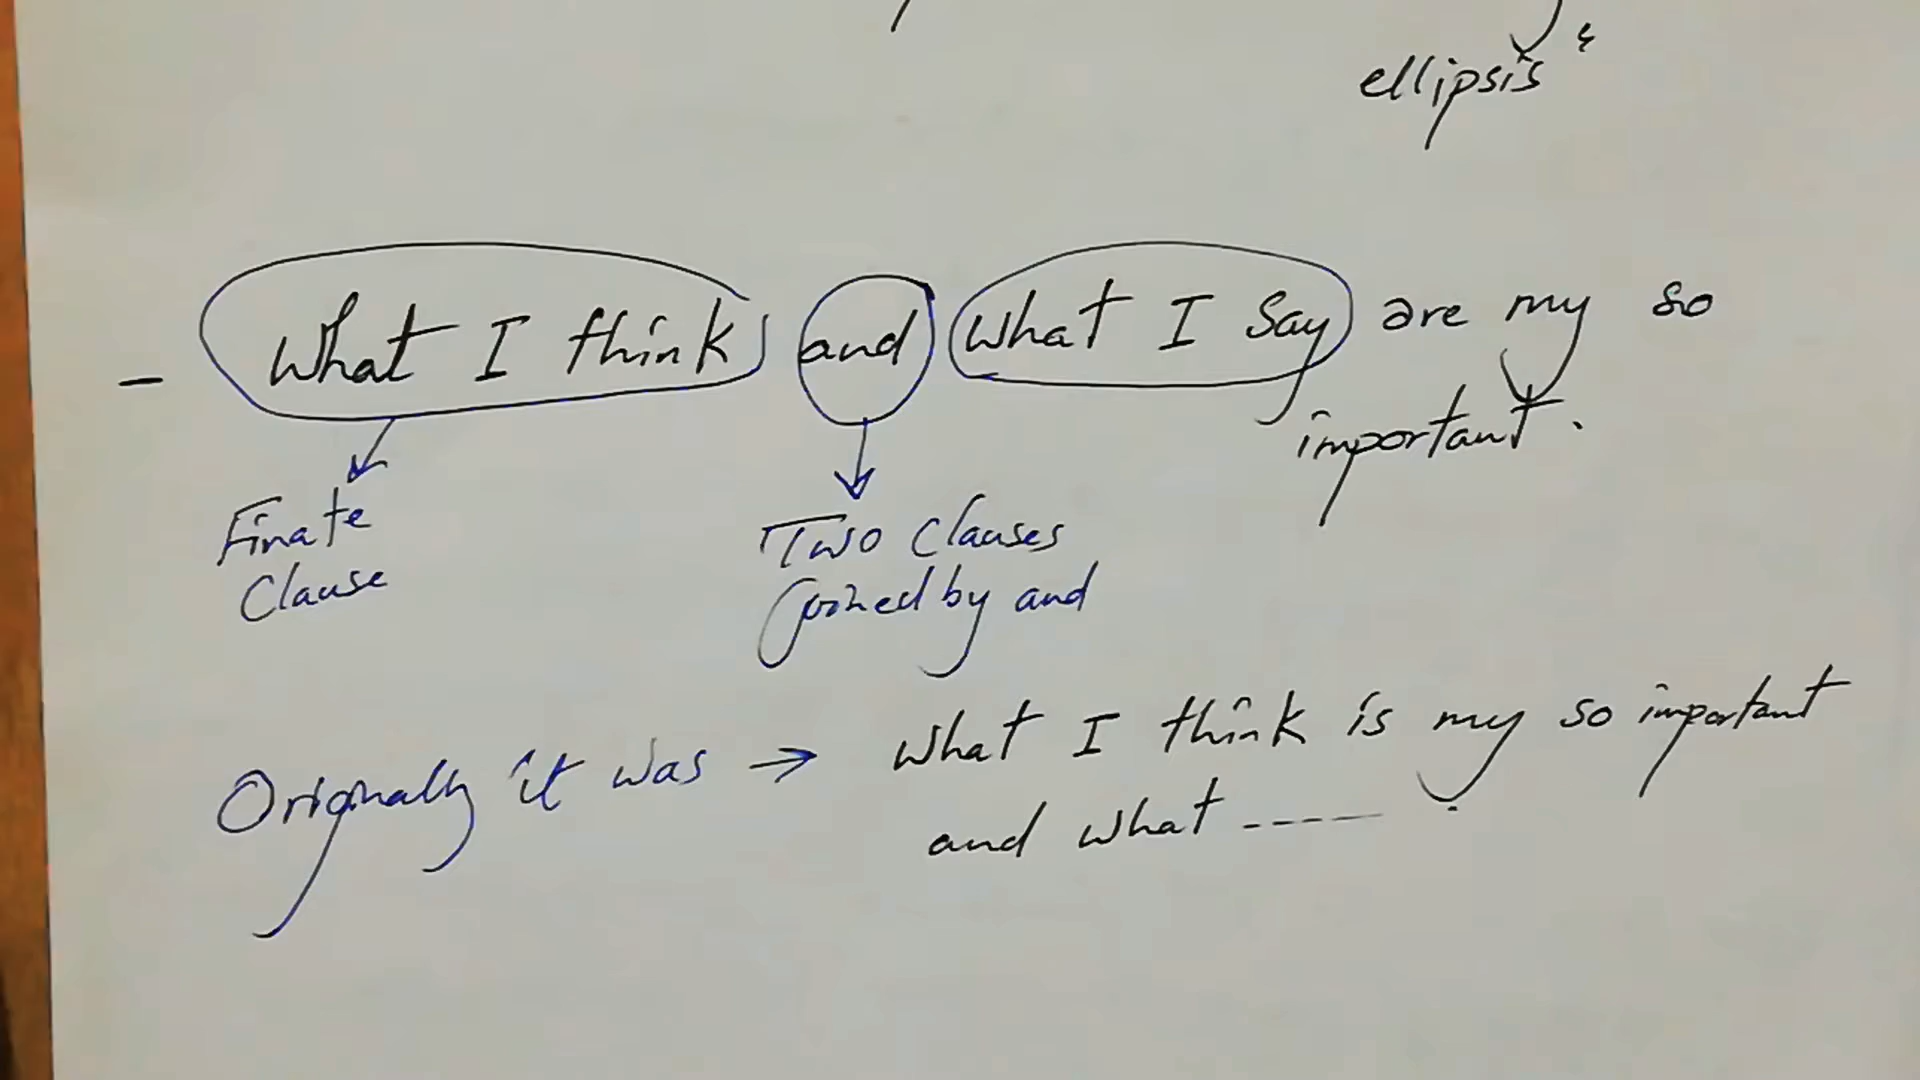 ellipsis
- What I think and what I say are my so
important.
Finate
Clause
Two Clauses
joined by and
Originally it was → what I think is my so important
and what -----.